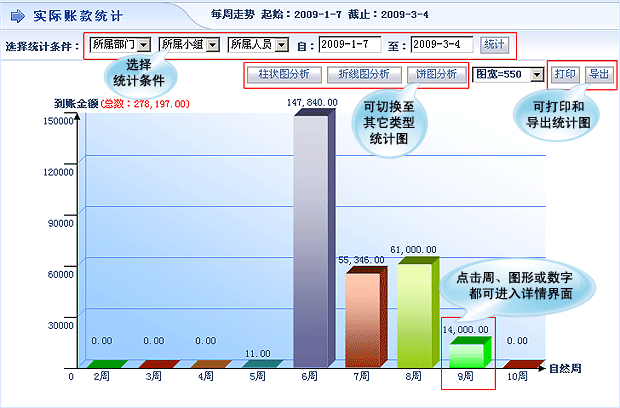 实际账款统计
每周走势 起始：2009-1-7 截止：2009-3-4
选择统计条件： 所属部门 所属小组 所属人员 自： 2009-1-7 至： 2009-3-4 统计
选择
统计条件
柱状图分析 折线图分析 饼图分析 图宽=550 打印 导出
可切换至
其它类型
统计图
可打印和
导出统计图
到账金额(总数：278,197.00)
150000
120000
90000
60000
30000
0
0.00
0.00
0.00
11.00
147,840.00
55,346.00
61,000.00
14,000.00
0.00
点击周、图形或数字
都可进入详情界面
2周 3周 4周 5周 6周 7周 8周 9周 10周
自然周